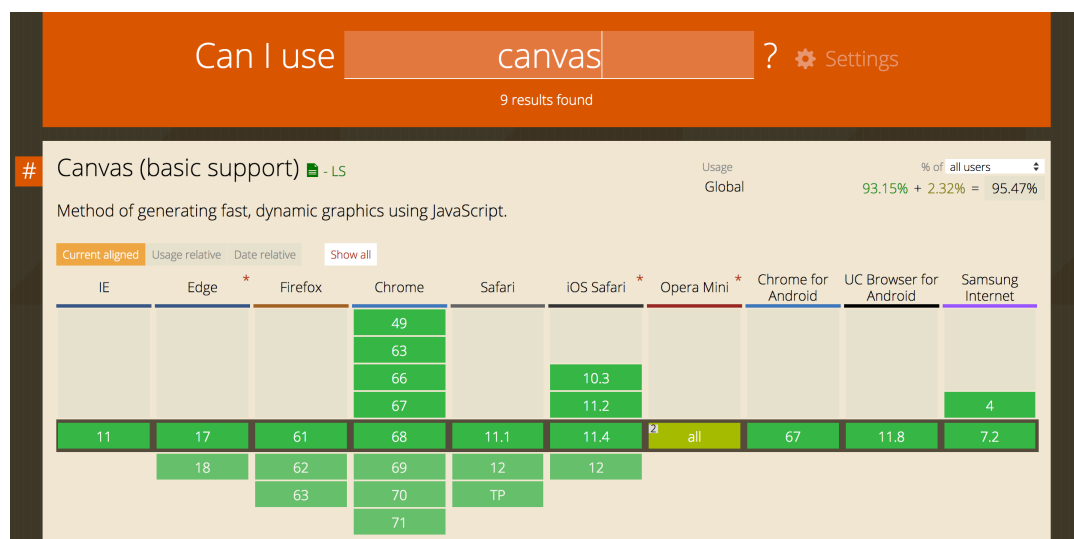 Can I use canvas ? Settings
9 results found
#
Canvas (basic support) - LS
Usage % of all users
Global 93.15% + 2.32% = 95.47%
Method of generating fast, dynamic graphics using JavaScript.
Current aligned Usage relative Date relative Show all
IE Edge * Firefox Chrome Safari iOS Safari * Opera Mini * Chrome for Android UC Browser for Android Samsung Internet
49
63
66 10.3
67 11.2 4
11 17 61 68 11.1 11.4 2 all 67 11.8 7.2
18 62 69 12 12
63 70 TP
71